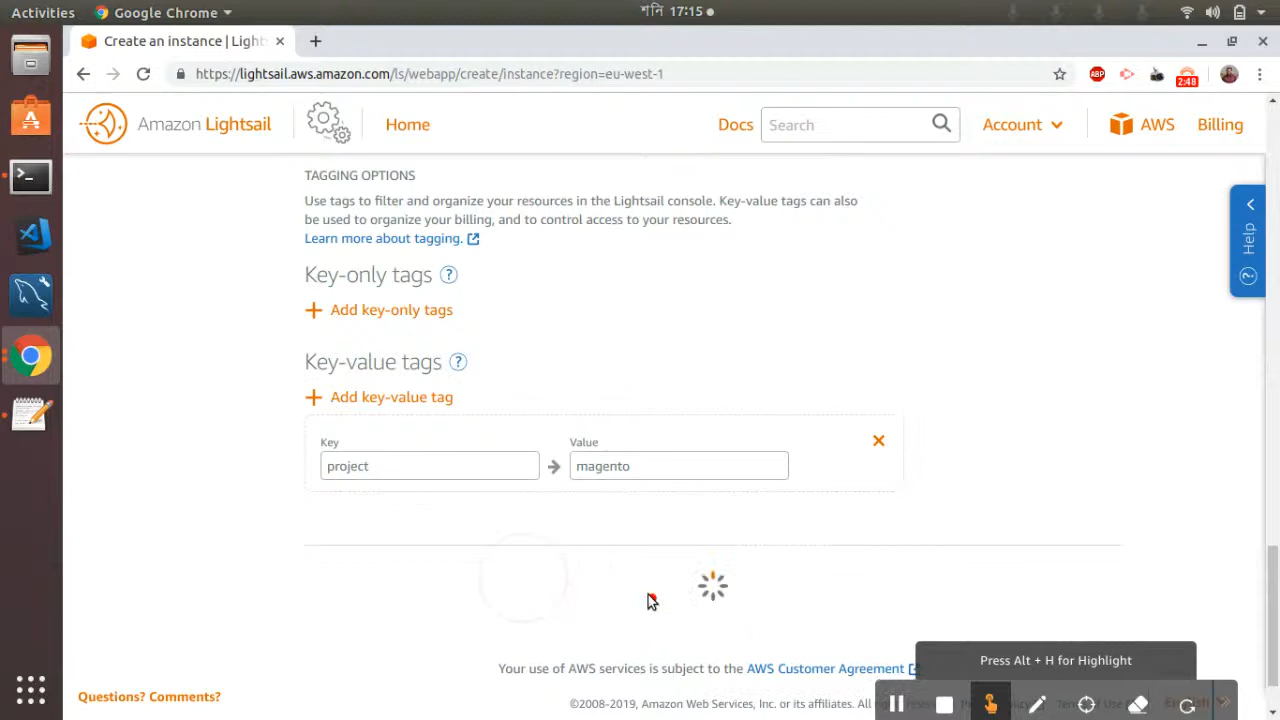 Activities
Google Chrome
শনি 17:15
Create an instance | Light
https://lightsail.aws.amazon.com/ls/webapp/create/instance?region=eu-west-1
ABP
2:48
Amazon Lightsail
Home
Docs
Search
Account
AWS
Billing
TAGGING OPTIONS
Use tags to filter and organize your resources in the Lightsail console. Key-value tags can also
be used to organize your billing, and to control access to your resources.
Learn more about tagging.
Help
Key-only tags ?
+ Add key-only tags
Key-value tags ?
+ Add key-value tag
Key
Value
project
magento
Press Alt + H for Highlight
Your use of AWS services is subject to the AWS Customer Agreement
Questions? Comments?
©2008-2019, Amazon Web Services, Inc. or its affiliates. All
English